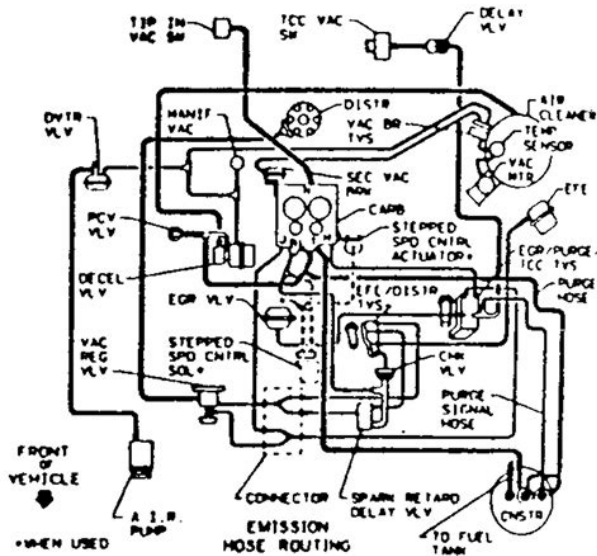 TIP IN
VAC SW
TCC VAC
SW
DELAY
VLV
DVTR
VLV
MANIF
VAC
DISTR
VAC BR
TVS
AIR
CLEANER
TEMP
SENSOR
VAC
MTR
SEC VAC
BRK
EFE
PCV
VLV
CARB
STEPPED
SPD CNTRL
ACTUATOR*
DECEL
VLV
EGR/PURGE/
TCC TVS
EGR VLV
EFE/DISTR
TVS
PURGE
HOSE
VAC
REG
VLV
STEPPED
SPD CNTRL
SOL*
CHK
VLV
PURGE
SIGNAL
HOSE
FRONT
OF
VEHICLE
A.I.R.
PUMP
CONNECTOR
SPARK RETARD
DELAY VLV
CNSTR
TO FUEL
TANK
*WHEN USED
EMISSION
HOSE ROUTING